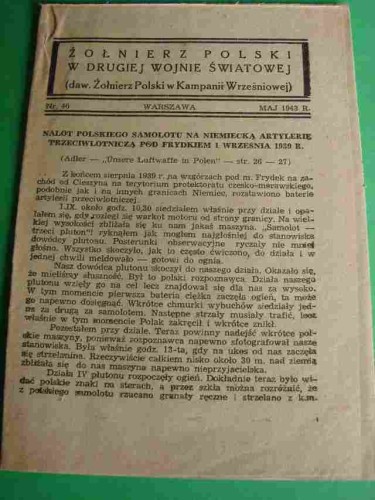 ŻOŁNIERZ POLSKI
W DRUGIEJ WOJNIE ŚWIATOWEJ
(daw. Żołnierz Polski w Kampanii Wrześniowej)
Nr. 46 WARSZAWA MAJ 1943 R.
NALOT POLSKIEGO SAMOLOTU NA NIEMIECKĄ ARTYLERIĘ
PRZECIWLOTNICZĄ POD FRYDKIEM 1 WRZEŚNIA 1939 R.
(Adler — „Unsere Luftwaffe in Polen" — str. 26 — 27)
Z końcem sierpnia 1939 r. na wzgórzach pod m. Frydek na za-
chód od Cieszyna na terytorium protektoratu czesko-morawskiego,
podobnie jak i na innych granicach Niemiec, rozstawiono baterie
artylerii przeciwlotniczej.
1.IX. około godz. 10,30 siedziałem właśnie przy dziale i opa-
lałem się, gdy rozległ się warkot motoru od strony granicy. Na wiel-
kiej wysokości zbliżała się ku nam jakaś maszyna. „Samolot —
trzeci pluton" ryknąłem jak mogłem najgłośniej do stanowiska
dowódcy plutonu. Posterunki obserwacyjne ryczały nie mniej
głośno. Wszystko skoczyło, jak to często ćwiczono, do działa i w
jednej chwili meldowało — gotowi do ognia.
Nasz dowódca plutonu skoczył do naszego działa. Okazało się,
że mieliśmy słuszność. Był to polski rozpoznawca. Działa naszego
plutonu wzięły go na cel lecz znajdował się dla nas za wysoko.
W tym momencie pierwsza bateria ciężka zaczęła ogień, ta może
go napewno dosięgnąć. Wkrótce chmurki wybuchów siedziały jed-
na za drugą za samolotem. Następne strzały musiały trafić, lecz
właśnie w tym momencie Polak zakręcił i wkrótce znikł.
Pozostałem przy dziale. Teraz powinny nadejść wkrótce pol-
skie maszyny, ponieważ rozpoznawca napewno sfotografował nasze
stanowiska. Była właśnie godz. 13-ta, gdy na ukos od nas zaczęła
się strzelanina. Rzeczywiście całkiem nisko około 30 m. nad ziemią
zbliżała się do nas maszyna napewno nieprzyjacielska.
Działa IV plutonu rozpoczęły ogień. Dokładnie teraz było wi-
dać polskie znaki na sterach, a przez szkła można rozróżnić, że
z polskiego samolotu rzucano granaty ręczne i strzelano z k.m.